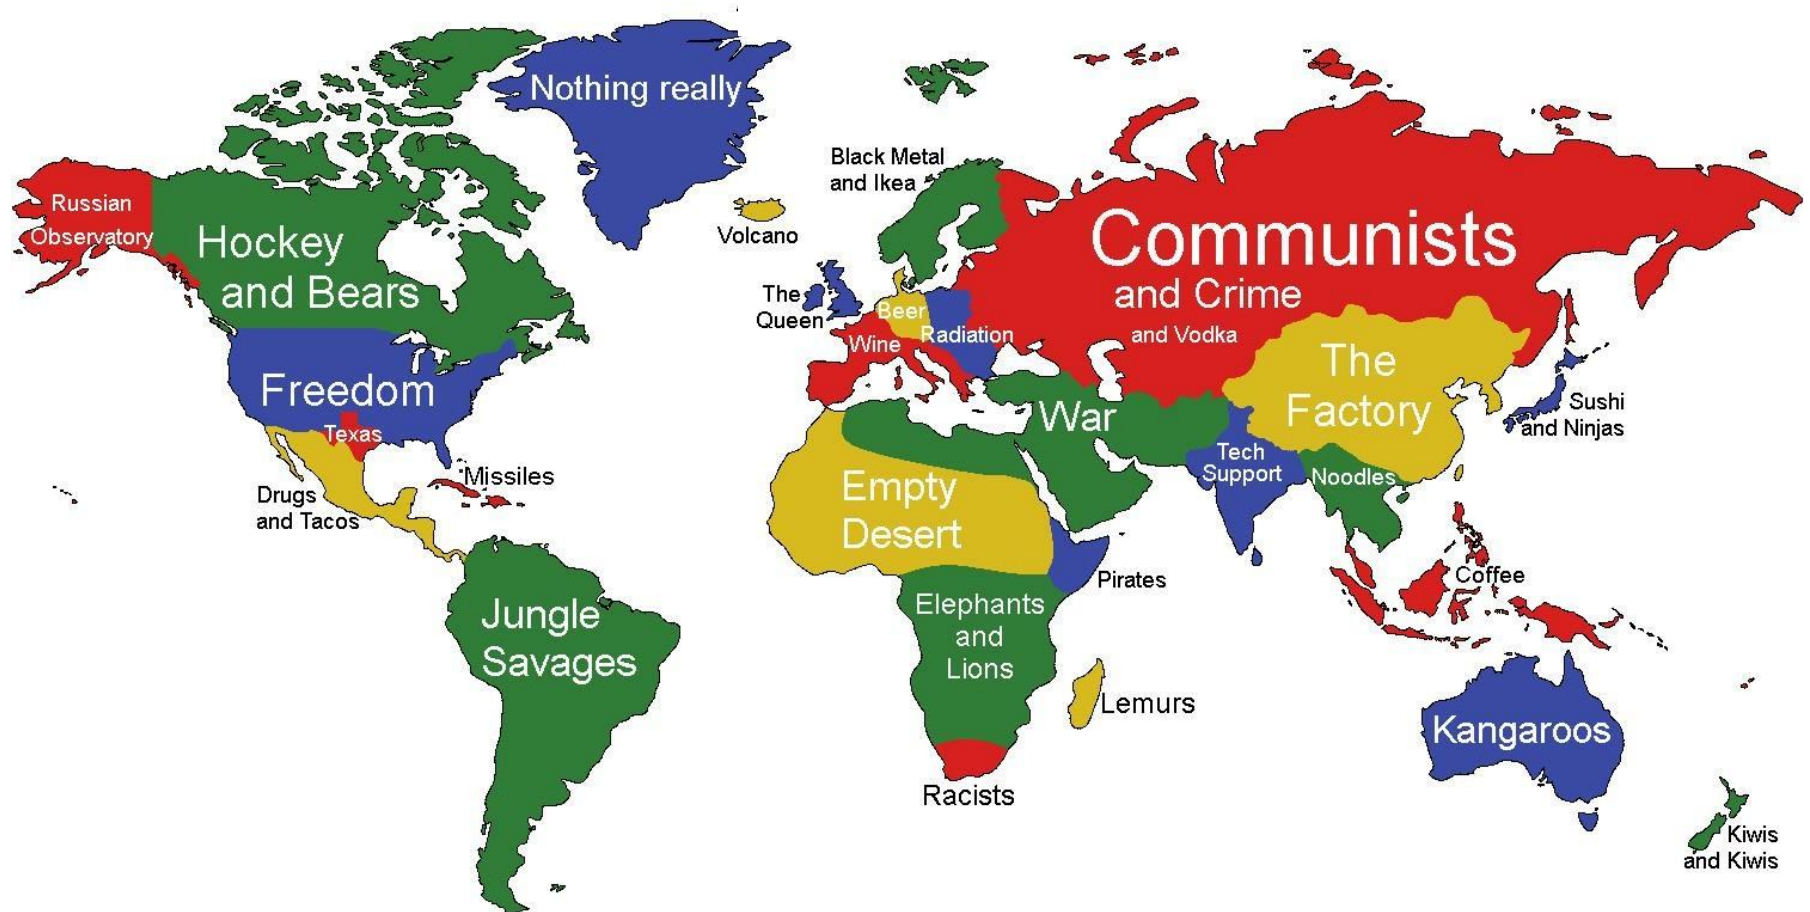 Nothing really
Black Metal
and Ikea
Russian
Observatory
Hockey
and Bears
Volcano
Communists
and Crime
and Vodka
The
Queen
Beer
Radiation
Wine
The
Factory
Freedom
Texas
War
Sushi
and Ninjas
Tech
Support
Noodles
Missiles
Drugs
and Tacos
Empty
Desert
Pirates
Coffee
Jungle
Savages
Elephants
and
Lions
Lemurs
Kangaroos
Racists
Kiwis
and Kiwis